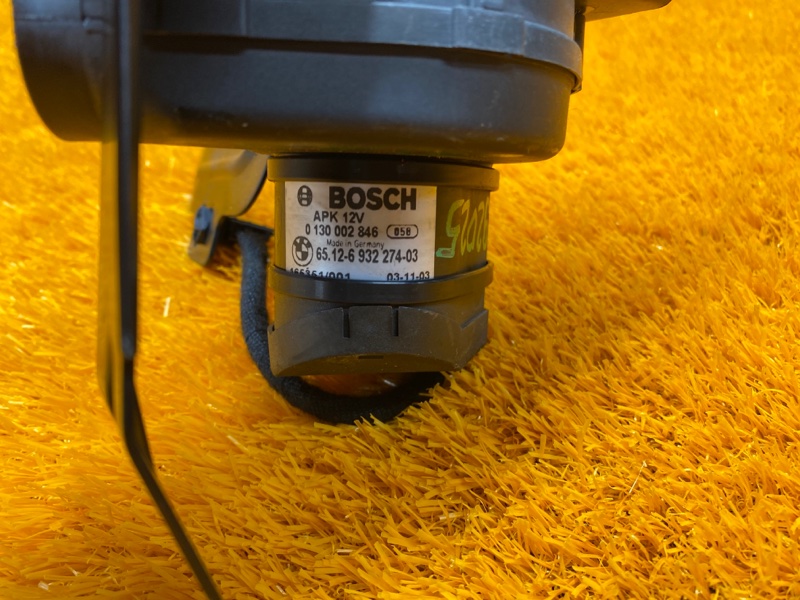 BOSCH
APK 12V
0 130 002 846 058
Made in Germany
65.12-6 932 274-03
03-11-03